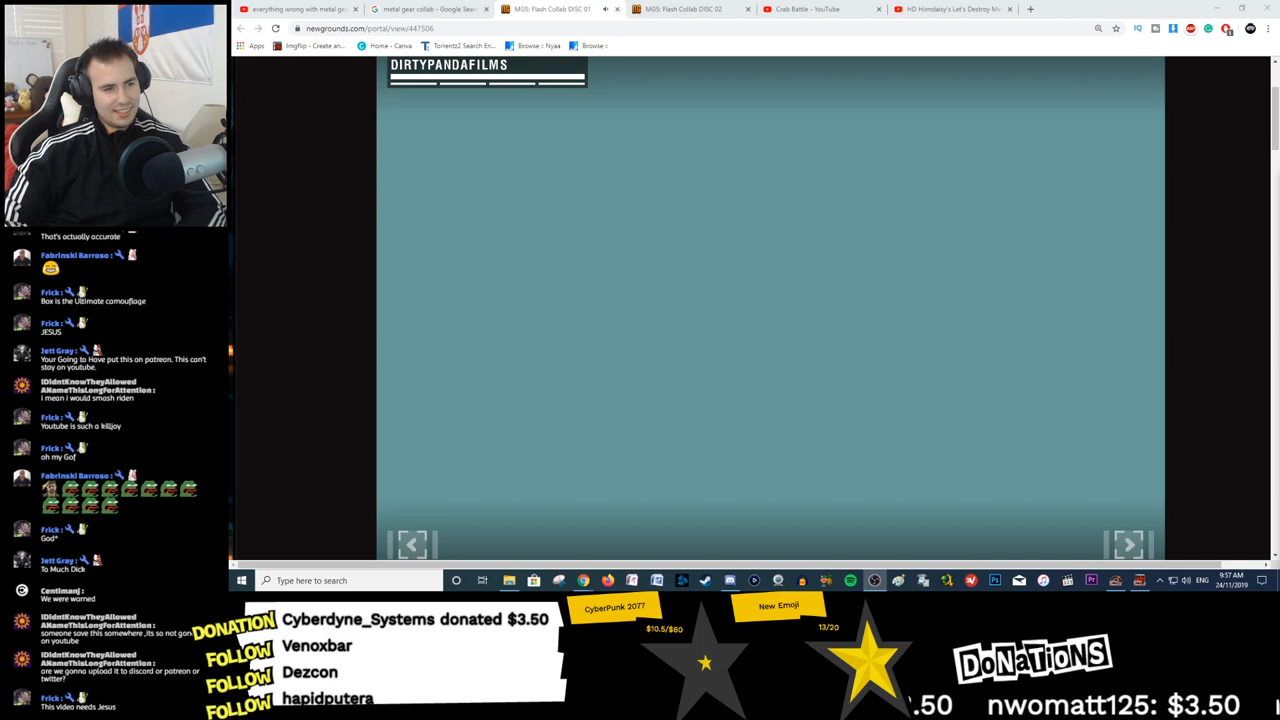 everything wrong with metal gea
metal gear collab - Google Sear
MGS: Flash Collab DISC 01
MGS: Flash Collab DISC 02
Crab Battle - YouTube
HD Hiimdaisy's Let's Destroy Me
newgrounds.com/portal/view/447506
Apps
Imgflip - Create an...
Home - Canva
Torrentz2 Search En...
Browse :: Nyaa
Browse ::
DIRTYPANDAFILMS
That's actually accurate
Fabrinski Barroso :
Frick :
Box is the Ultimate camouflage
Frick :
JESUS
Jett Gray :
Your Going to Have put this on patreon. This can't
stay on youtube.
IDidntKnowTheyAllowed
ANameThisLongForAttention :
i mean i would smash riden
Frick :
Youtube is such a killjoy
Frick :
oh my Gof
Fabrinski Barroso :
Frick :
God*
Jett Gray :
To Much Dick
Centimanj :
We were warned
IDidntKnowTheyAllowed
ANameThisLongForAttention :
someone save this somewhere ,its so not gon
on youtube
IDidntKnowTheyAllowed
ANameThisLongForAttention :
are we gonna upload it to discord or patreon or
twitter?
Frick :
This video needs Jesus
Type here to search
ENG
9:57 AM
24/11/2019
DONATION Cyberdyne_Systems donated $3.50
FOLLOW Venoxbar
FOLLOW Dezcon
FOLLOW hapidputera
CyberPunk 2077
$10.5/$80
New Emoji
13/20
DONATIONS
.50 nwomatt125: $3.50